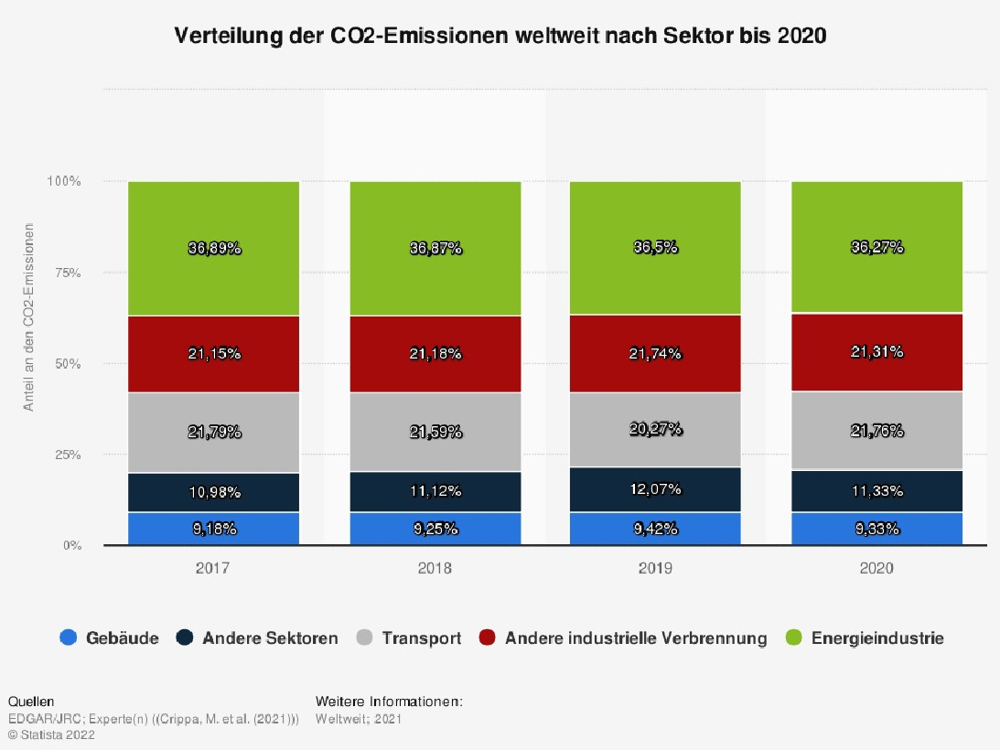 Verteilung der CO2-Emissionen weltweit nach Sektor bis 2020
Anteil an den CO2-Emissionen
100%
75%
50%
25%
0%
36,89%
36,87%
36,5%
36,27%
21,15%
21,18%
21,74%
21,31%
21,79%
21,59%
20,27%
21,76%
10,98%
11,12%
12,07%
11,33%
9,18%
9,25%
9,42%
9,33%
2017
2018
2019
2020
Gebäude
Andere Sektoren
Transport
Andere industrielle Verbrennung
Energieindustrie
Quellen
EDGAR/JRC; Experte(n) ((Crippa, M. et al. (2021)))
© Statista 2022
Weitere Informationen:
Weltweit; 2021